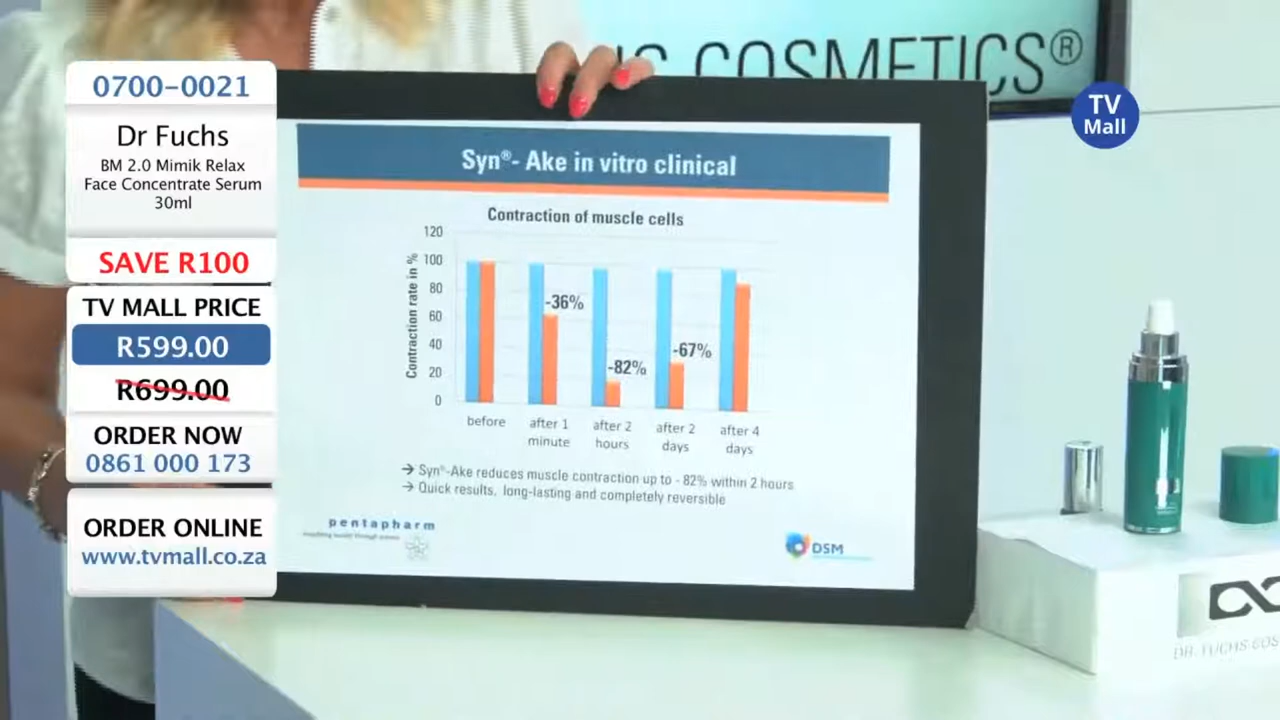 0700-0021
Dr Fuchs
BM 2.0 Mimik Relax
Face Concentrate Serum
30ml
SAVE R100
TV MALL PRICE
R599.00
R699.00
ORDER NOW
0861 000 173
ORDER ONLINE
www.tvmall.co.za
COSMETICS®
TV
Mall
Syn®- Ake in vitro clinical
Contraction of muscle cells
Contraction rate in %
120
100
80
60
40
20
0
-36%
-82%
-67%
before
after 1
minute
after 2
hours
after 2
days
after 4
days
→ Syn®-Ake reduces muscle contraction up to - 82% within 2 hours
→ Quick results, long-lasting and completely reversible
pentapharm
DSM
DR. FUCHS COS